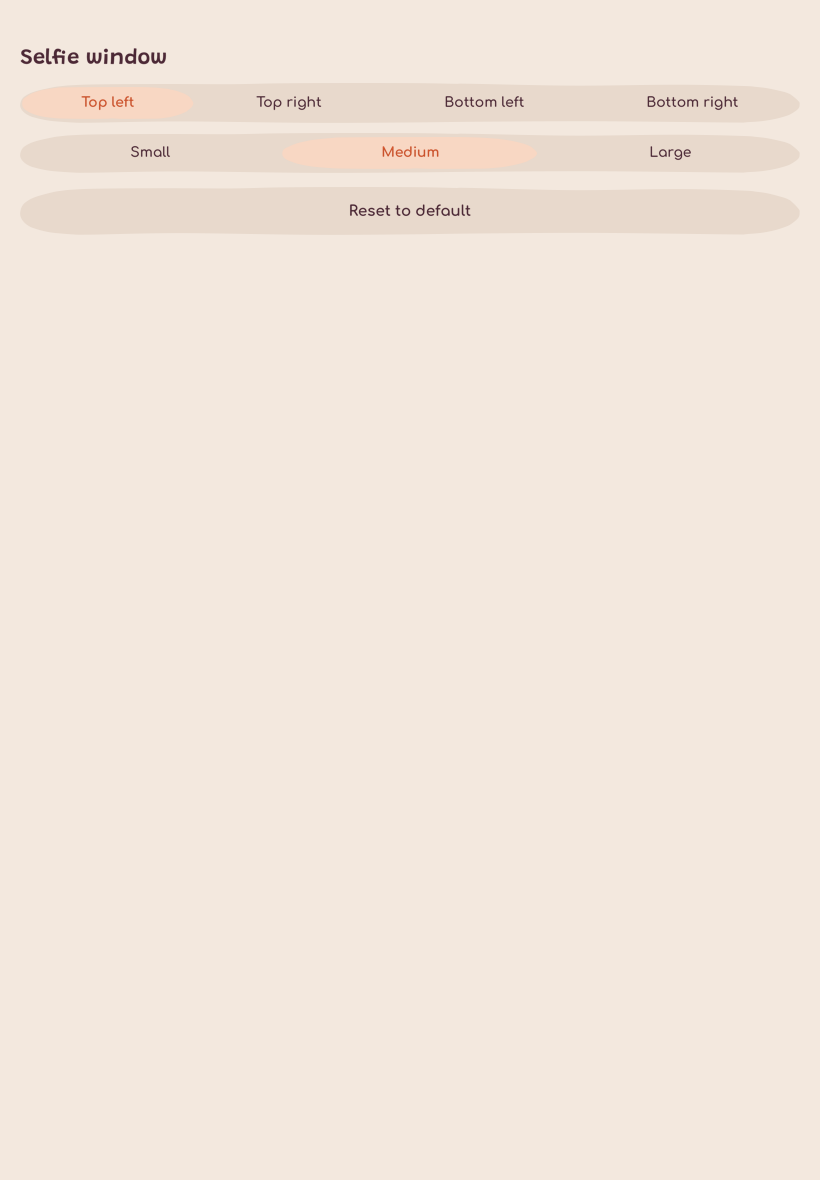 Selfie window
Top left Top right Bottom left Bottom right
Small Medium Large
Reset to default